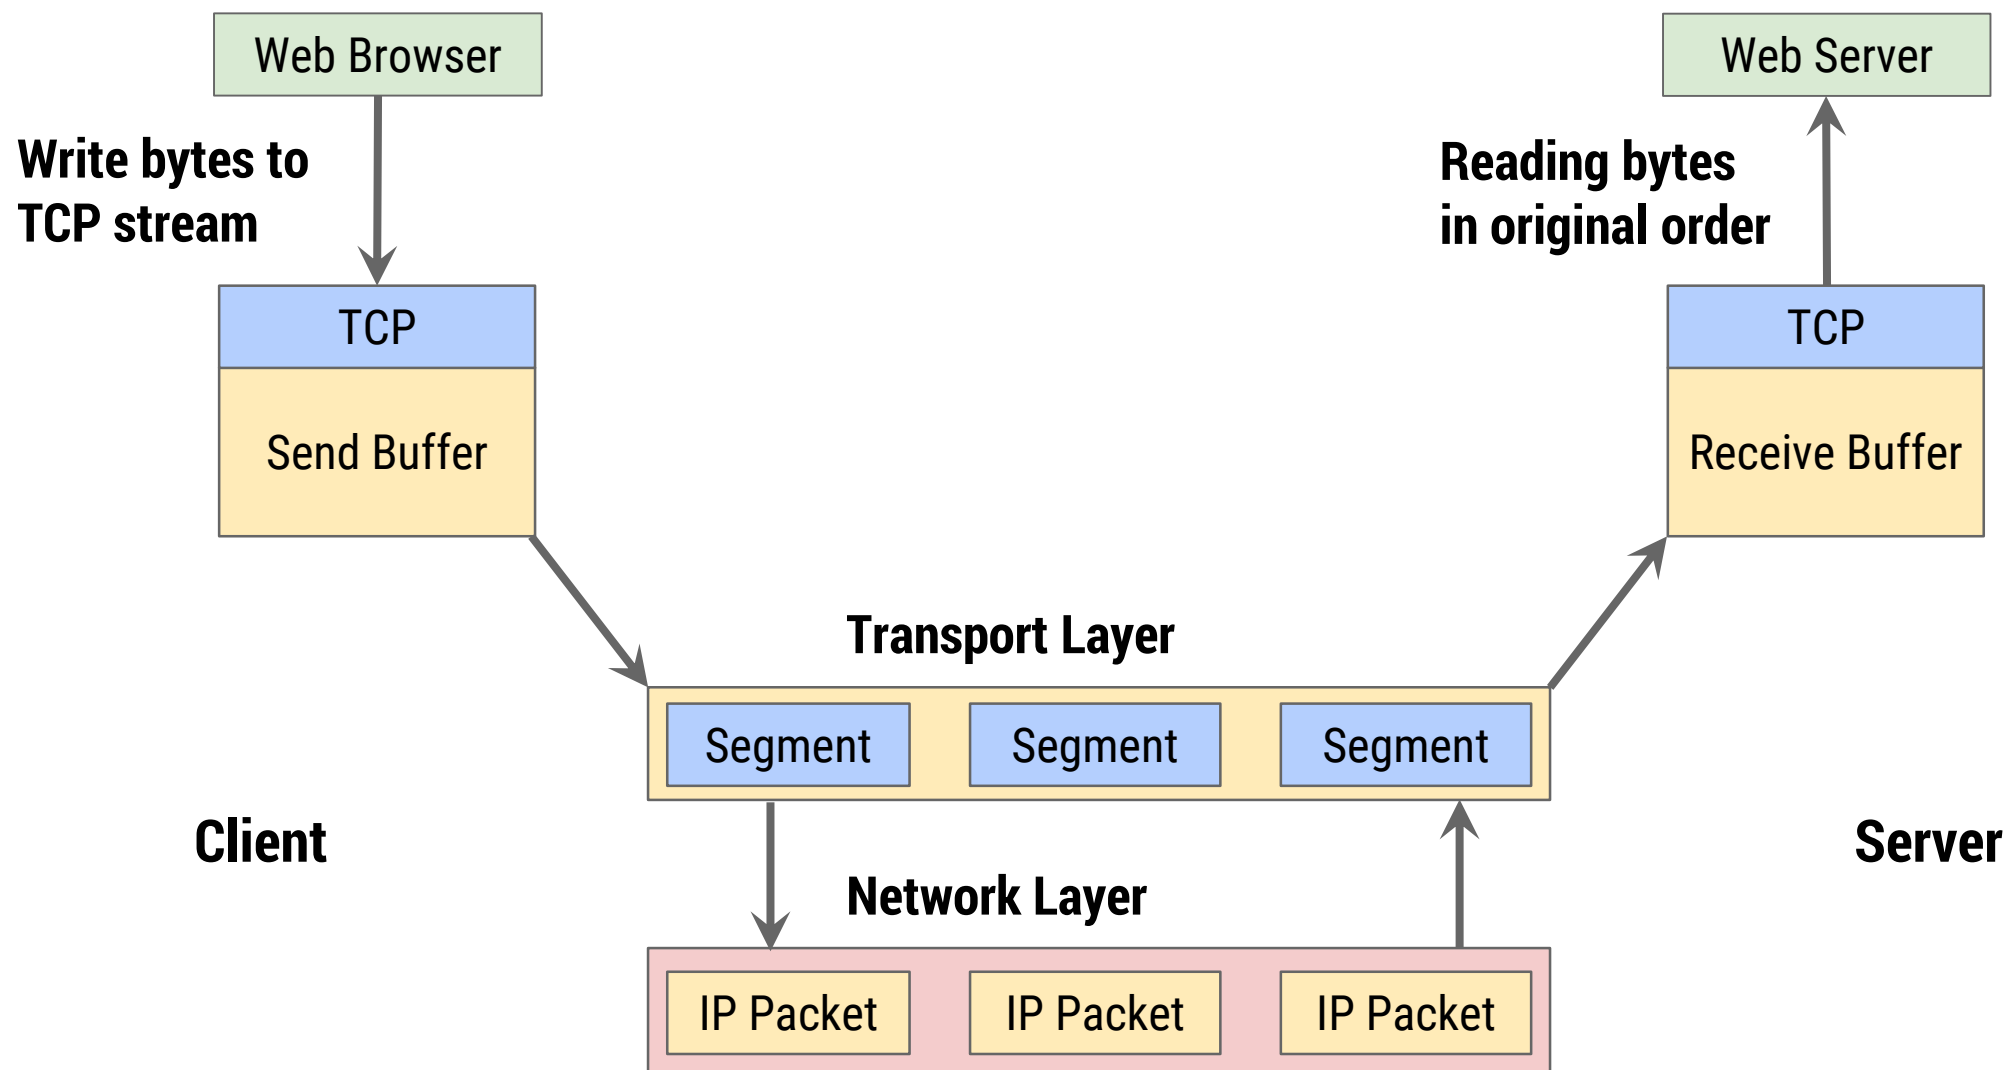 Web Browser
Web Server
Write bytes to
TCP stream
Reading bytes
in original order
TCP
TCP
Send Buffer
Receive Buffer
Transport Layer
Segment
Segment
Segment
Client
Server
Network Layer
IP Packet
IP Packet
IP Packet